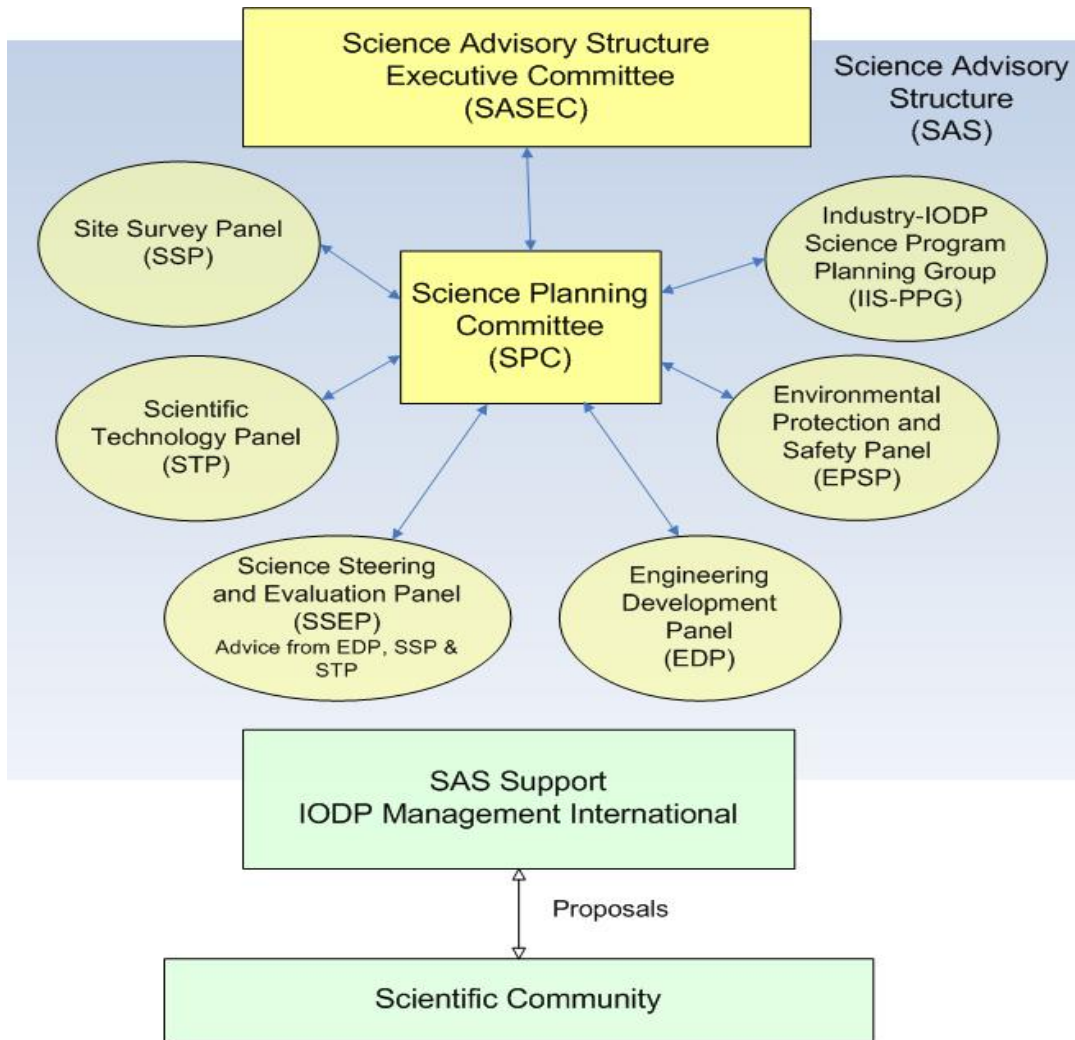 Science Advisory Structure
Executive Committee
(SASEC)
Science Advisory
Structure
(SAS)
Site Survey Panel
(SSP)
Industry-IODP
Science Program
Planning Group
(IIS-PPG)
Science Planning
Committee
(SPC)
Scientific
Technology Panel
(STP)
Environmental
Protection and
Safety Panel
(EPSP)
Science Steering
and Evaluation Panel
(SSEP)
Advice from EDP, SSP &
STP
Engineering
Development
Panel
(EDP)
SAS Support
IODP Management International
Proposals
Scientific Community